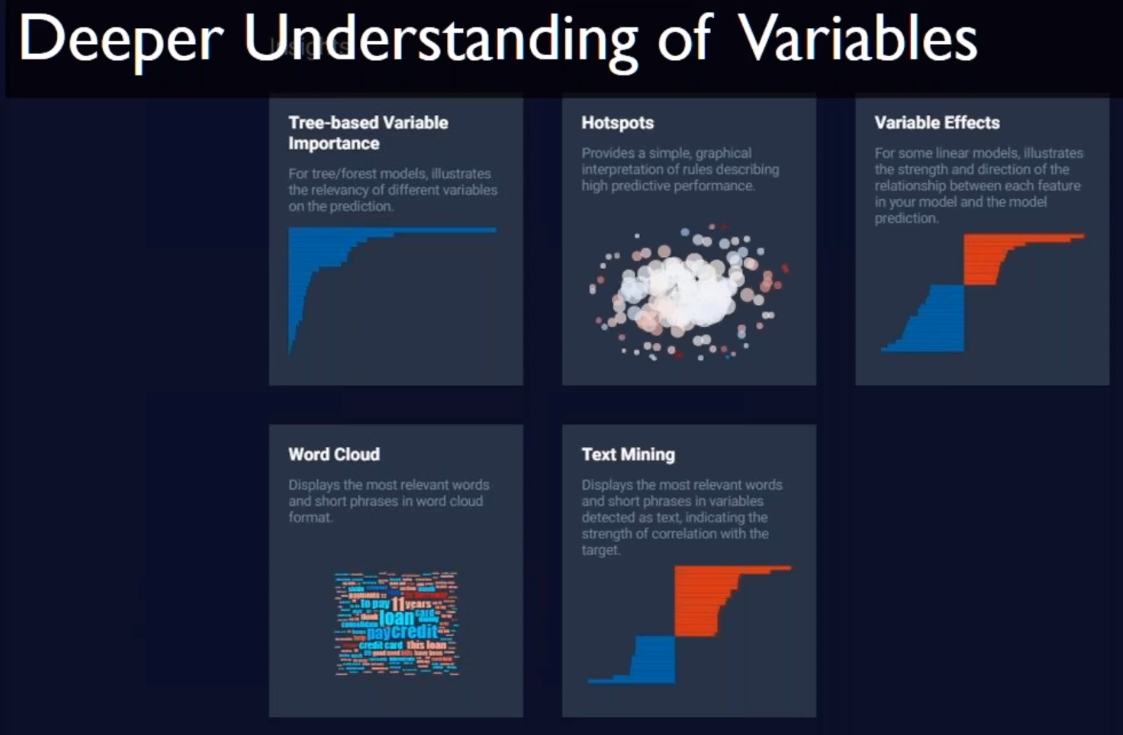 Deeper Understanding of Variables
Insights
Tree-based Variable
Importance
For tree/forest models, illustrates
the relevancy of different variables
on the prediction.
Hotspots
Provides a simple, graphical
interpretation of rules describing
high predictive performance.
Variable Effects
For some linear models, illustrates
the strength and direction of the
relationship between each feature
in your model and the model
prediction.
Word Cloud
Displays the most relevant words
and short phrases in word cloud
format.
to pay 11 years
loan card
pay credit
credit card this loan
Text Mining
Displays the most relevant words
and short phrases in variables
detected as text, indicating the
strength of correlation with the
target.